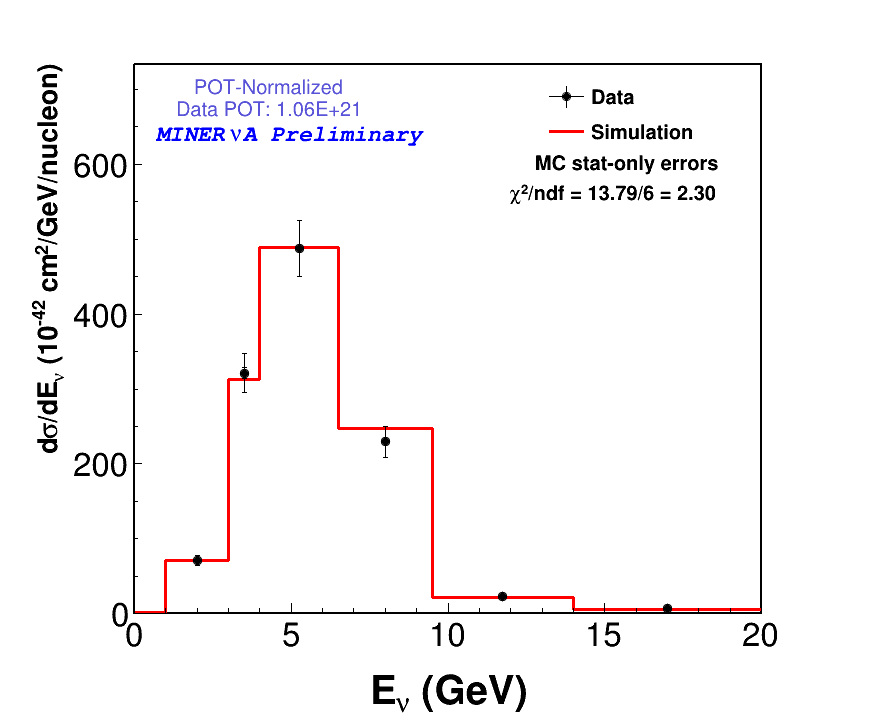 POT-Normalized
Data POT: 1.06E+21
MINERνA Preliminary
Data
Simulation
MC stat-only errors
χ²/ndf = 13.79/6 = 2.30
dσ/dEν (10⁻⁴² cm²/GeV/nucleon)
600
400
200
0
0 5 10 15 20
Eν (GeV)